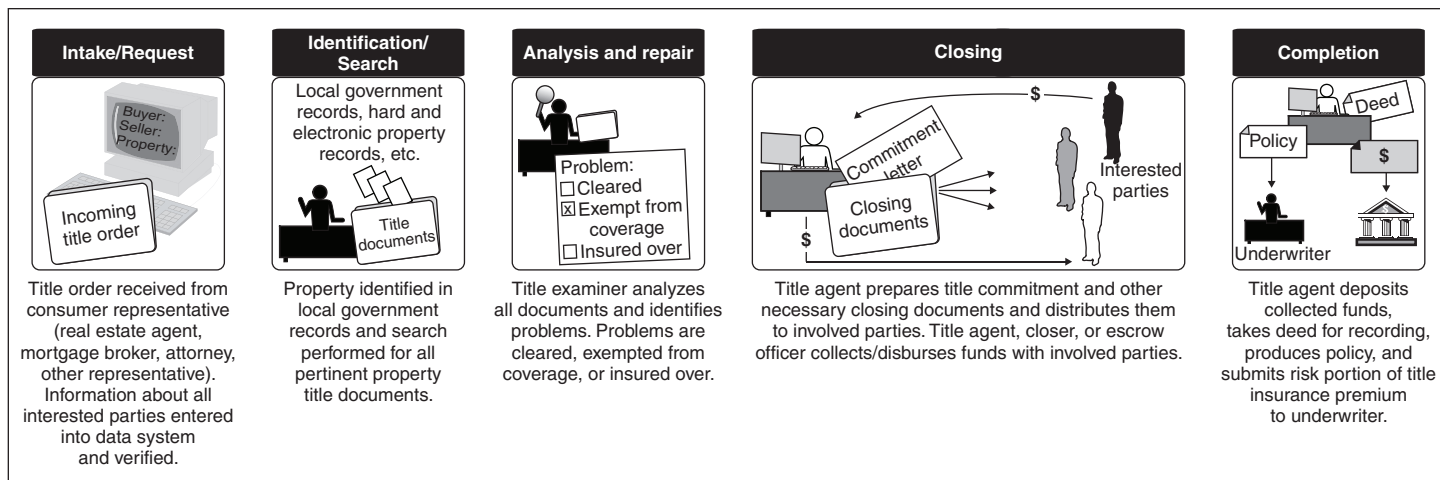 Intake/Request
Buyer:
Seller:
Property:
Incoming
title order
Title order received from
consumer representative
(real estate agent,
mortgage broker, attorney,
other representative).
Information about all
interested parties entered
into data system
and verified.
Identification/
Search
Local government
records, hard and
electronic property
records, etc.
Title
documents
Property identified in
local government
records and search
performed for all
pertinent property
title documents.
Analysis and repair
Problem:
Cleared
x Exempt from
coverage
Insured over
Title examiner analyzes
all documents and identifies
problems. Problems are
cleared, exempted from
coverage, or insured over.
Closing
$
Commitment
letter
Closing
documents
Interested
parties
$
Title agent prepares title commitment and other
necessary closing documents and distributes them
to involved parties. Title agent, closer, or escrow
officer collects/disburses funds with involved parties.
Completion
Deed
Policy
$
$
Underwriter
Title agent deposits
collected funds,
takes deed for recording,
produces policy, and
submits risk portion of title
insurance premium
to underwriter.